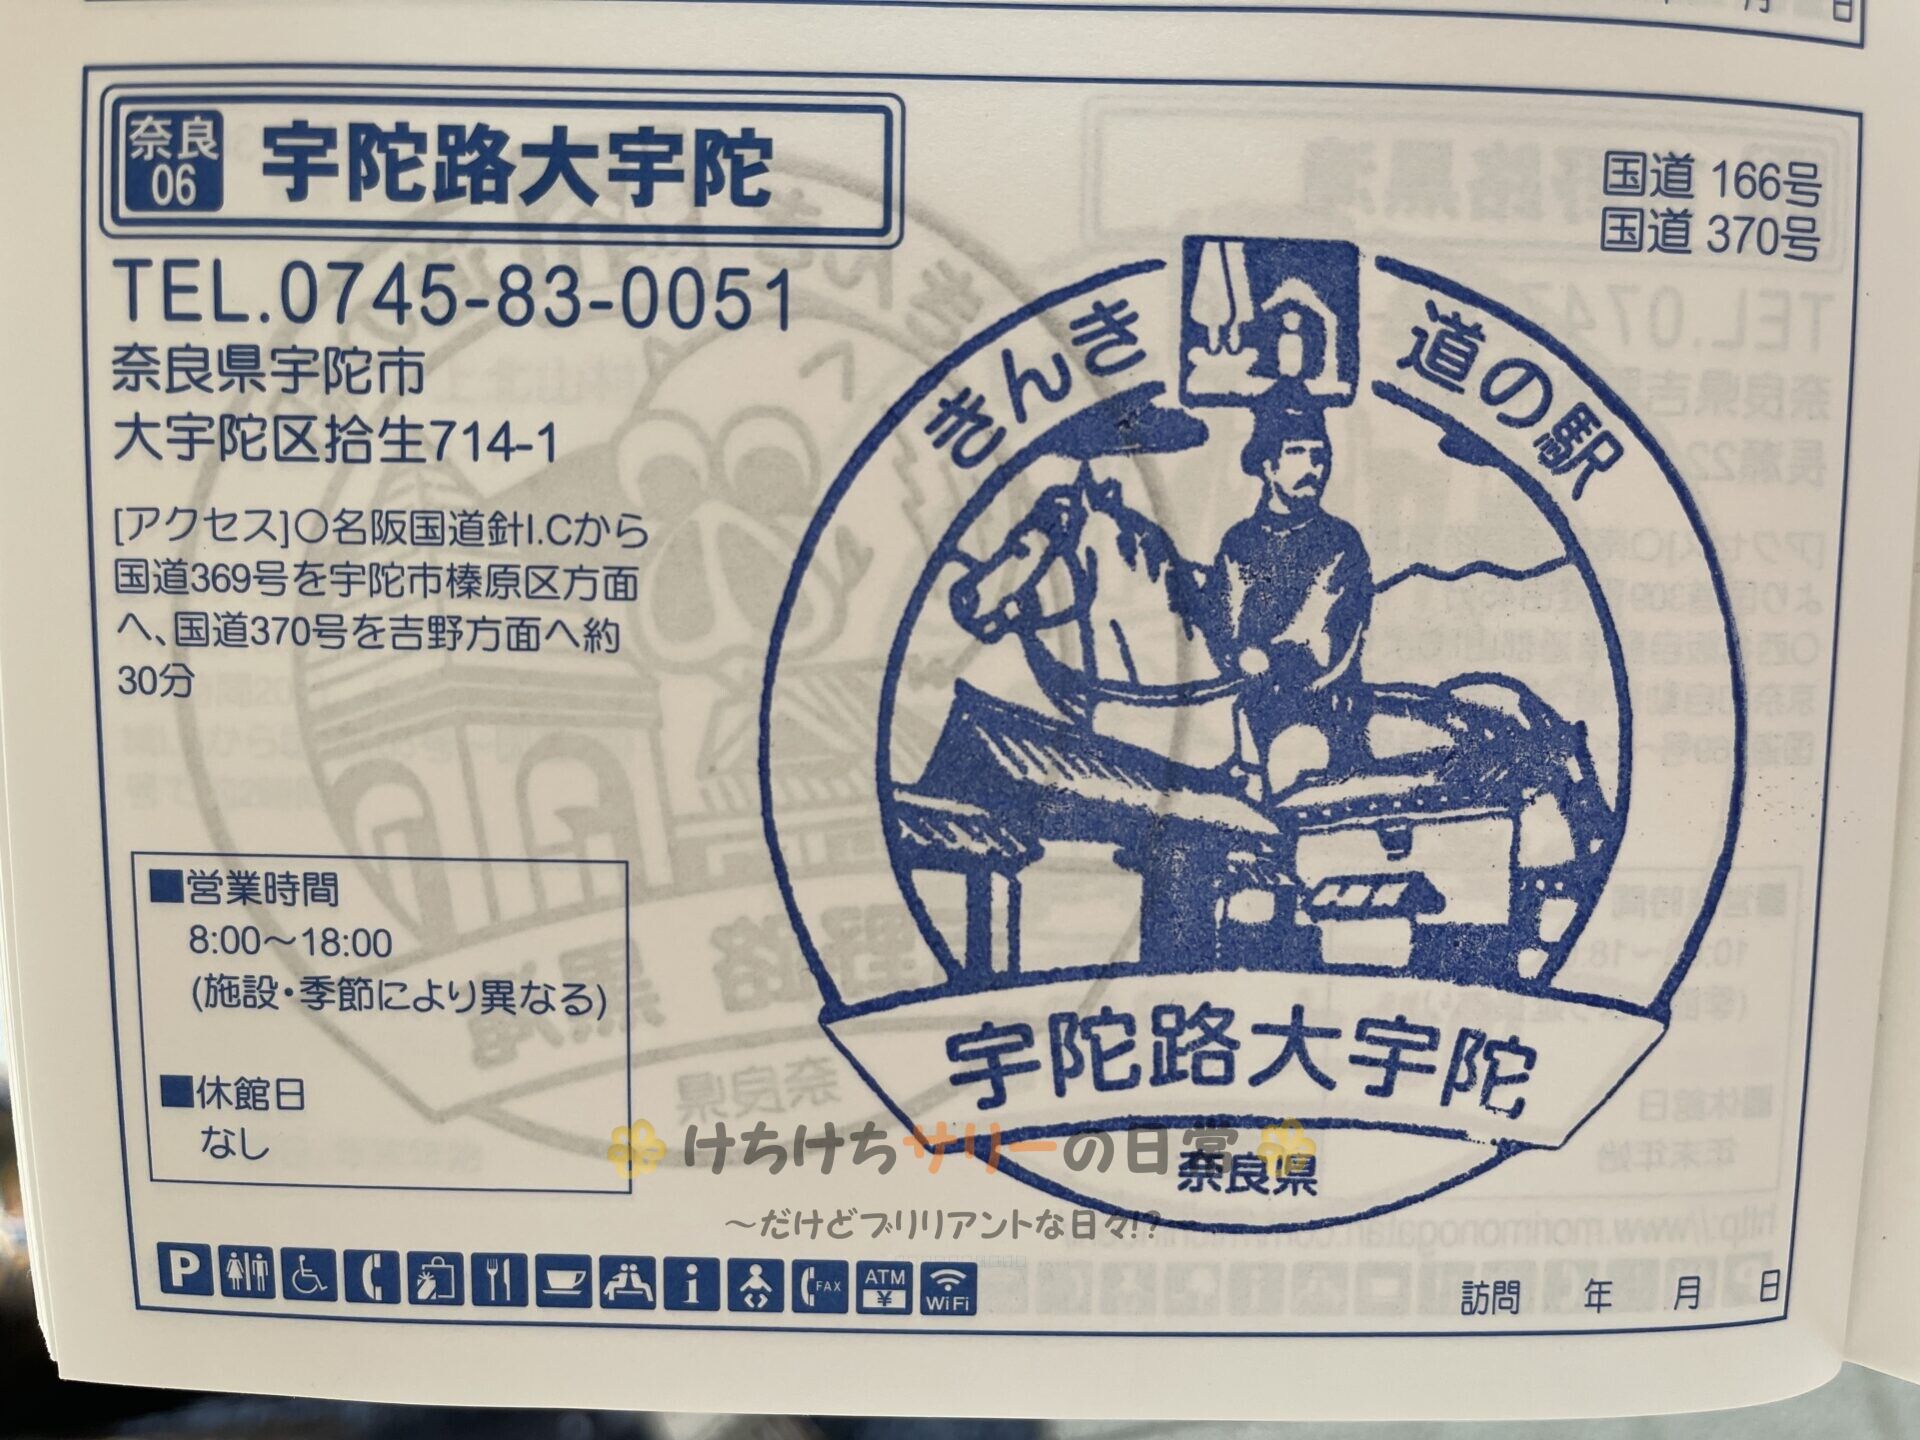 月 日
奈良
06
宇陀路大宇陀
国道 166号
国道 370号
TEL.0745-83-0051
奈良県宇陀市
大宇陀区拾生714-1
[アクセス]○名阪国道針I.Cから
国道369号を宇陀市榛原区方面
へ、国道370号を吉野方面へ約
30分
■営業時間
8:00～18:00
(施設・季節により異なる)
■休館日
なし
きんき 道の駅
宇陀路大宇陀
奈良県
けちけちサリーの日常
～だけどブリリアントな日々!?～
P
i
FAX
ATM
¥
WiFi
訪問 年 月 日